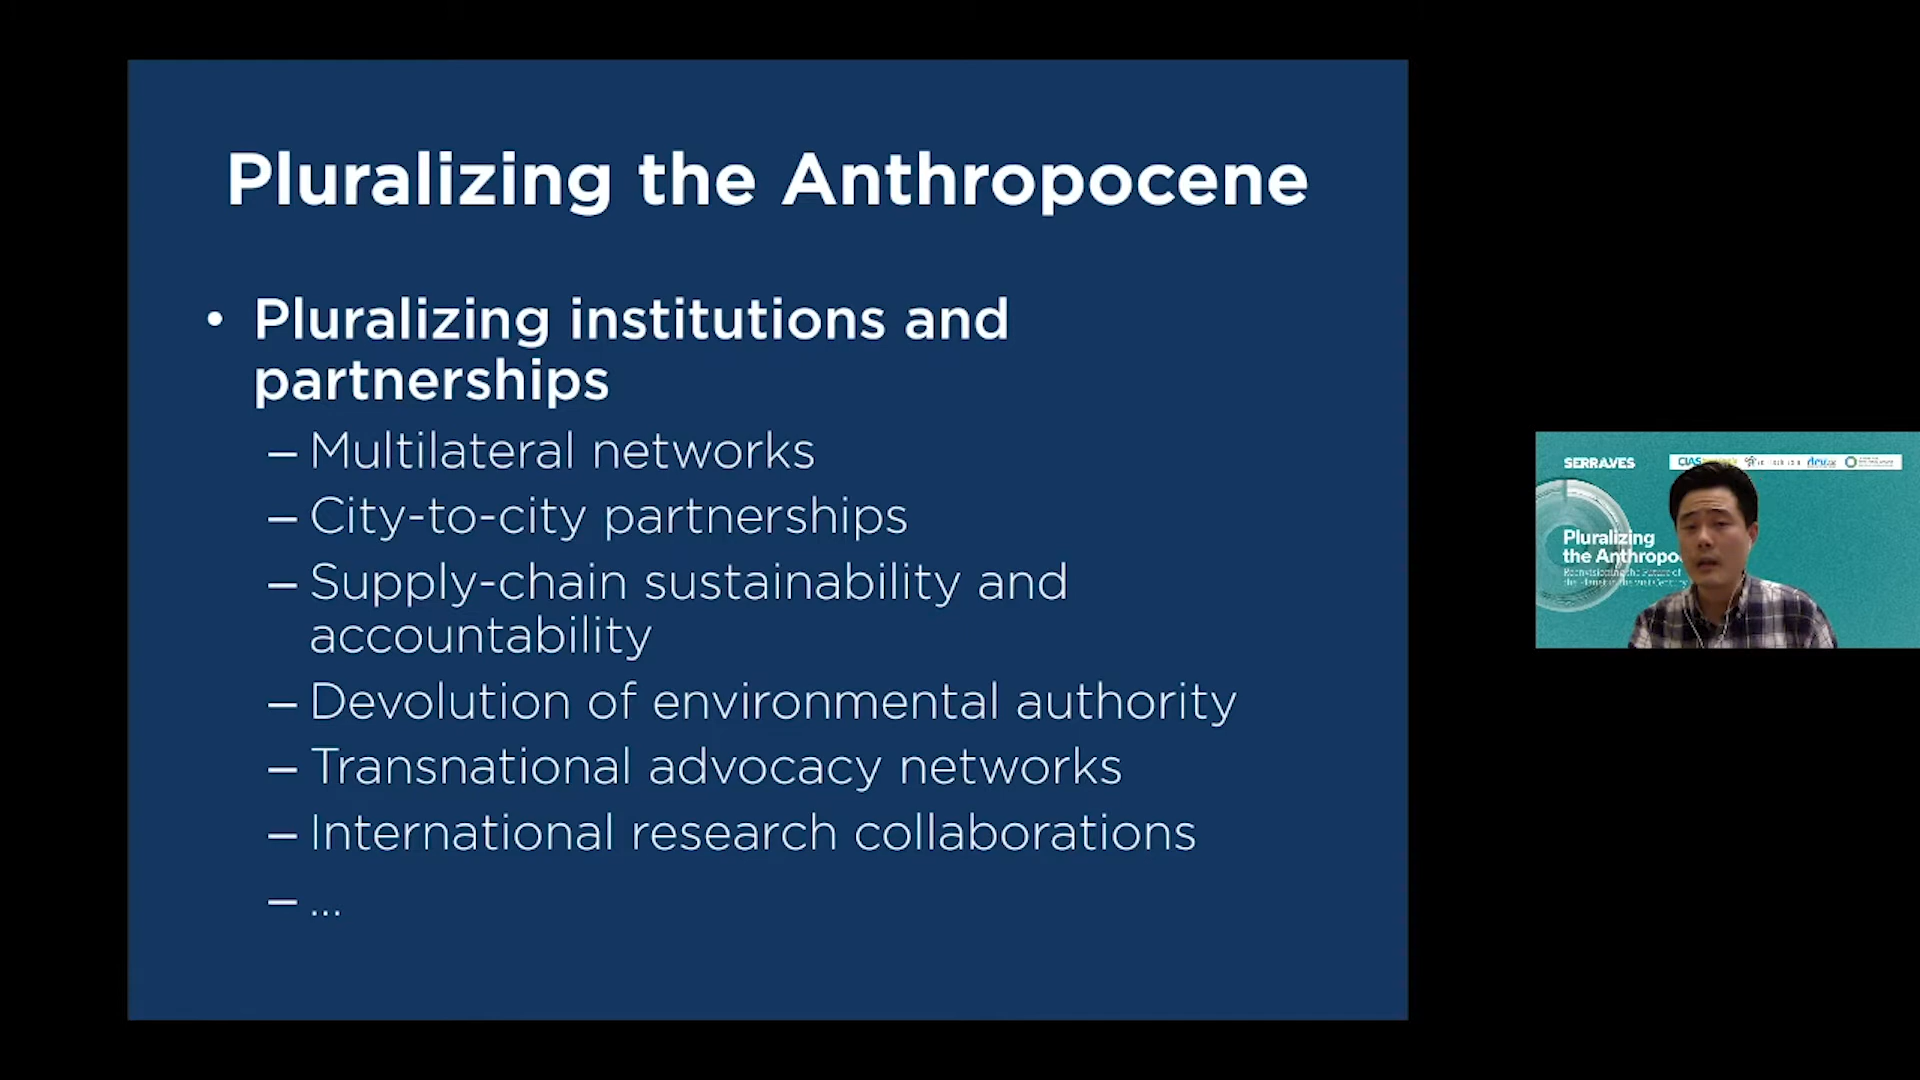 Pluralizing the Anthropocene
• Pluralizing institutions and
partnerships
– Multilateral networks
– City-to-city partnerships
– Supply-chain sustainability and
accountability
– Devolution of environmental authority
– Transnational advocacy networks
– International research collaborations
– ...
SERRALVES
Pluralizing
the Anthropo